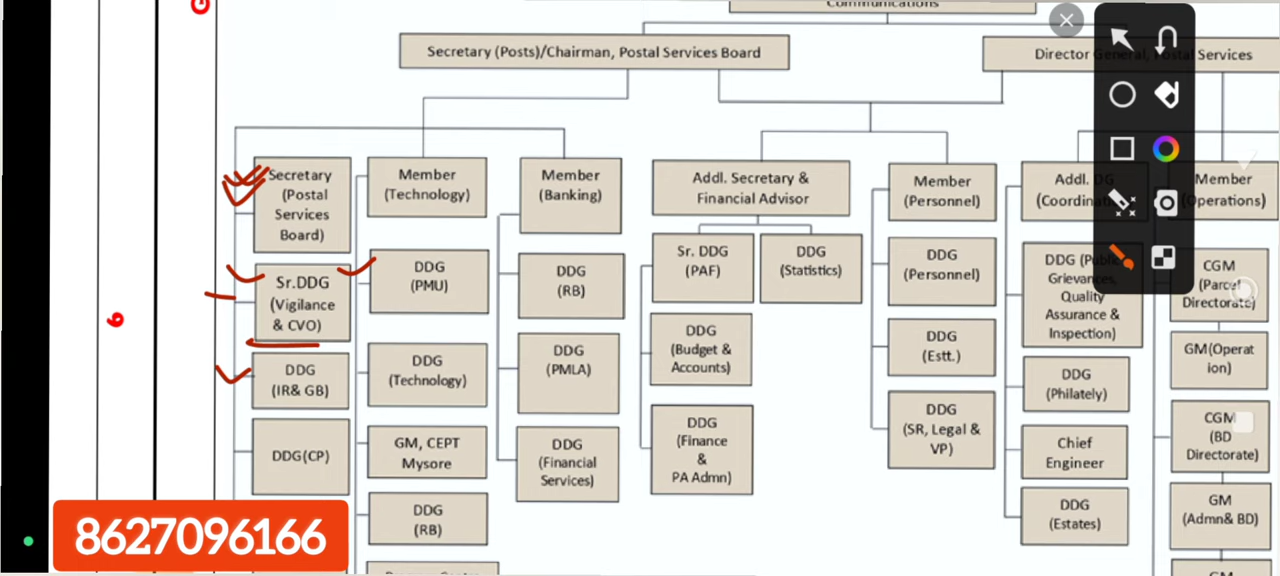 Communications
Secretary (Posts)/Chairman, Postal Services Board
Director General, Postal Services
Secretary
(Postal
Services
Board)
Member
(Technology)
Member
(Banking)
Addl. Secretary &
Financial Advisor
Member
(Personnel)
Addl. DG
(Coordin
Member
(Operations)
Sr.DDG
(Vigilance
& CVO)
DDG
(PMU)
DDG
(RB)
Sr. DDG
(PAF)
DDG
(Statistics)
DDG
(Personnel)
DDG (Public
Grievances,
Quality
Assurance &
Inspection)
CGM
(Parcel
Directorate)
DDG
(IR& GB)
DDG
(Technology)
DDG
(PMLA)
DDG
(Budget &
Accounts)
DDG
(Estt.)
DDG
(Philately)
GM(Operat
ion)
DDG(CP)
GM, CEPT
Mysore
DDG
(Financial
Services)
DDG
(Finance
&
PA Admn)
DDG
(SR, Legal &
VP)
Chief
Engineer
CGM
(BD
Directorate)
DDG
(RB)
DDG
(Estates)
GM
(Admn& BD)
GM
6
G
8627096166